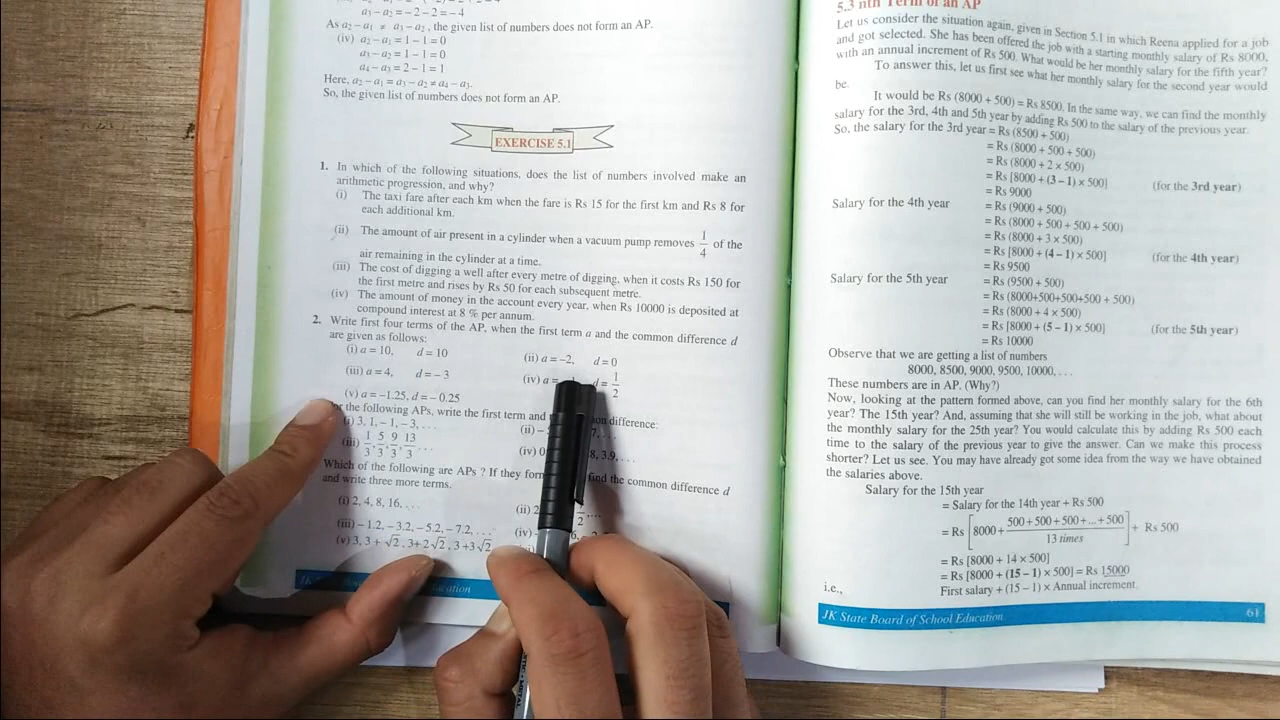 a₃ – a₂ = – 2 – 2 = – 4
As a₂ – a₁ ≠ a₃ – a₂, the given list of numbers does not form an AP.
(iv) a₂ – a₁ = 1 – 1 = 0
a₃ – a₂ = 1 – 1 = 0
a₄ – a₃ = 2 – 1 = 1
Here, a₂ – a₁ = a₃ – a₂ ≠ a₄ – a₃.
So, the given list of numbers does not form an AP.
EXERCISE 5.1
1. In which of the following situations, does the list of numbers involved make an
arithmetic progression, and why?
(i) The taxi fare after each km when the fare is Rs 15 for the first km and Rs 8 for
each additional km.
(ii) The amount of air present in a cylinder when a vacuum pump removes 1/4 of the
air remaining in the cylinder at a time.
(iii) The cost of digging a well after every metre of digging, when it costs Rs 150 for
the first metre and rises by Rs 50 for each subsequent metre.
(iv) The amount of money in the account every year, when Rs 10000 is deposited at
compound interest at 8 % per annum.
2. Write first four terms of the AP, when the first term a and the common difference d
are given as follows:
(i) a = 10, d = 10 (ii) a = –2, d = 0
(iii) a = 4, d = – 3 (iv) a = d = 1/2
(v) a = – 1.25, d = – 0.25
the following APs, write the first term and difference:
(i) 3, 1, – 1, – 3, . . . (ii) –
(iii) 1/3, 5/3, 9/3, 13/3 . . . (iv) 3.9, . . .
Which of the following are APs ? If they form find the common difference d
and write three more terms.
(i) 2, 4, 8, 16, . . . (ii) 2
(iii) – 1.2, – 3.2, – 5.2, – 7.2, . . . (iv) –
(v) 3, 3 + √2, 3 + 2√2, 3 + 3√2
5.3 nth Term of an AP
Let us consider the situation again, given in Section 5.1 in which Reena applied for a job
and got selected. She has been offered the job with a starting monthly salary of Rs 8000,
with an annual increment of Rs 500. What would be her monthly salary for the fifth year?
To answer this, let us first see what her monthly salary for the second year would
be.
It would be Rs (8000 + 500) = Rs 8500. In the same way, we can find the monthly
salary for the 3rd, 4th and 5th year by adding Rs 500 to the salary of the previous year.
So, the salary for the 3rd year = Rs (8500 + 500)
= Rs (8000 + 500 + 500)
= Rs (8000 + 2 × 500)
= Rs [8000 + (3 – 1) × 500] (for the 3rd year)
= Rs 9000
Salary for the 4th year = Rs (9000 + 500)
= Rs (8000 + 500 + 500 + 500)
= Rs (8000 + 3 × 500)
= Rs [8000 + (4 – 1) × 500] (for the 4th year)
= Rs 9500
Salary for the 5th year = Rs (9500 + 500)
= Rs (8000+500+500+500 + 500)
= Rs (8000 + 4 × 500)
= Rs [8000 + (5 – 1) × 500] (for the 5th year)
= Rs 10000
Observe that we are getting a list of numbers
8000, 8500, 9000, 9500, 10000, . . .
These numbers are in AP. (Why?)
Now, looking at the pattern formed above, can you find her monthly salary for the 6th
year? The 15th year? And, assuming that she will still be working in the job, what about
the monthly salary for the 25th year? You would calculate this by adding Rs 500 each
time to the salary of the previous year to give the answer. Can we make this process
shorter? Let us see. You may have already got some idea from the way we have obtained
the salaries above.
Salary for the 15th year
= Salary for the 14th year + Rs 500
= Rs [8000 + (500 + 500 + 500 + ... + 500)/13 times] + Rs 500
= Rs [8000 + 14 × 500]
= Rs [8000 + (15 – 1) × 500] = Rs 15000
i.e., First salary + (15 – 1) × Annual increment.
JK State Board of School Education 61